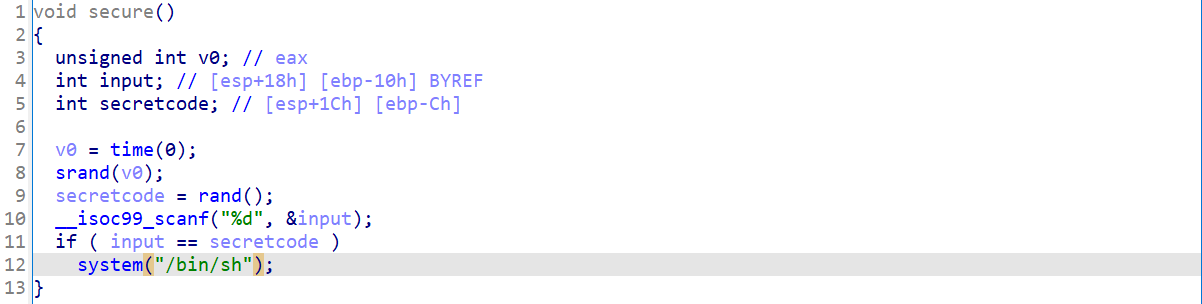 1 void secure()
2 {
3 unsigned int v0; // eax
4 int input; // [esp+18h] [ebp-10h] BYREF
5 int secretcode; // [esp+1Ch] [ebp-Ch]
6
7 v0 = time(0);
8 srand(v0);
9 secretcode = rand();
10 __isoc99_scanf("%d", &input);
11 if ( input == secretcode )
12 system("/bin/sh");
13 }